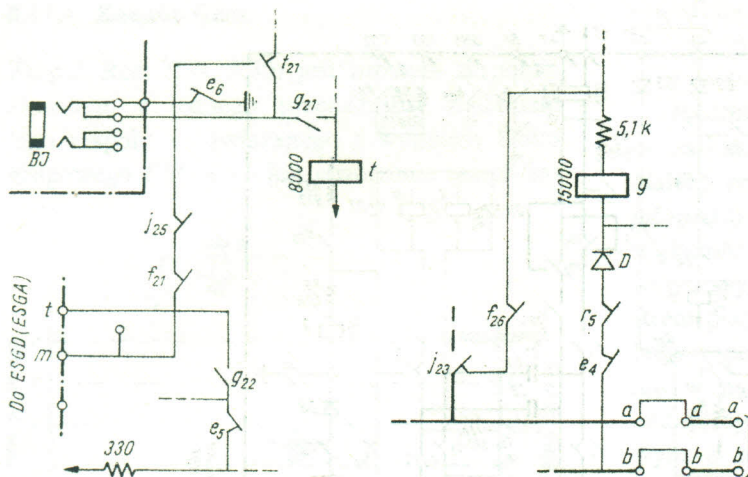 t21
e6
g21
BJ
8000
t
j25
f21
Do ESGD (ESGA)
t
m
g22
e5
330
5,1 k
15000
g
D
f26
r5
j23
e4
a
a
a
b
b
b